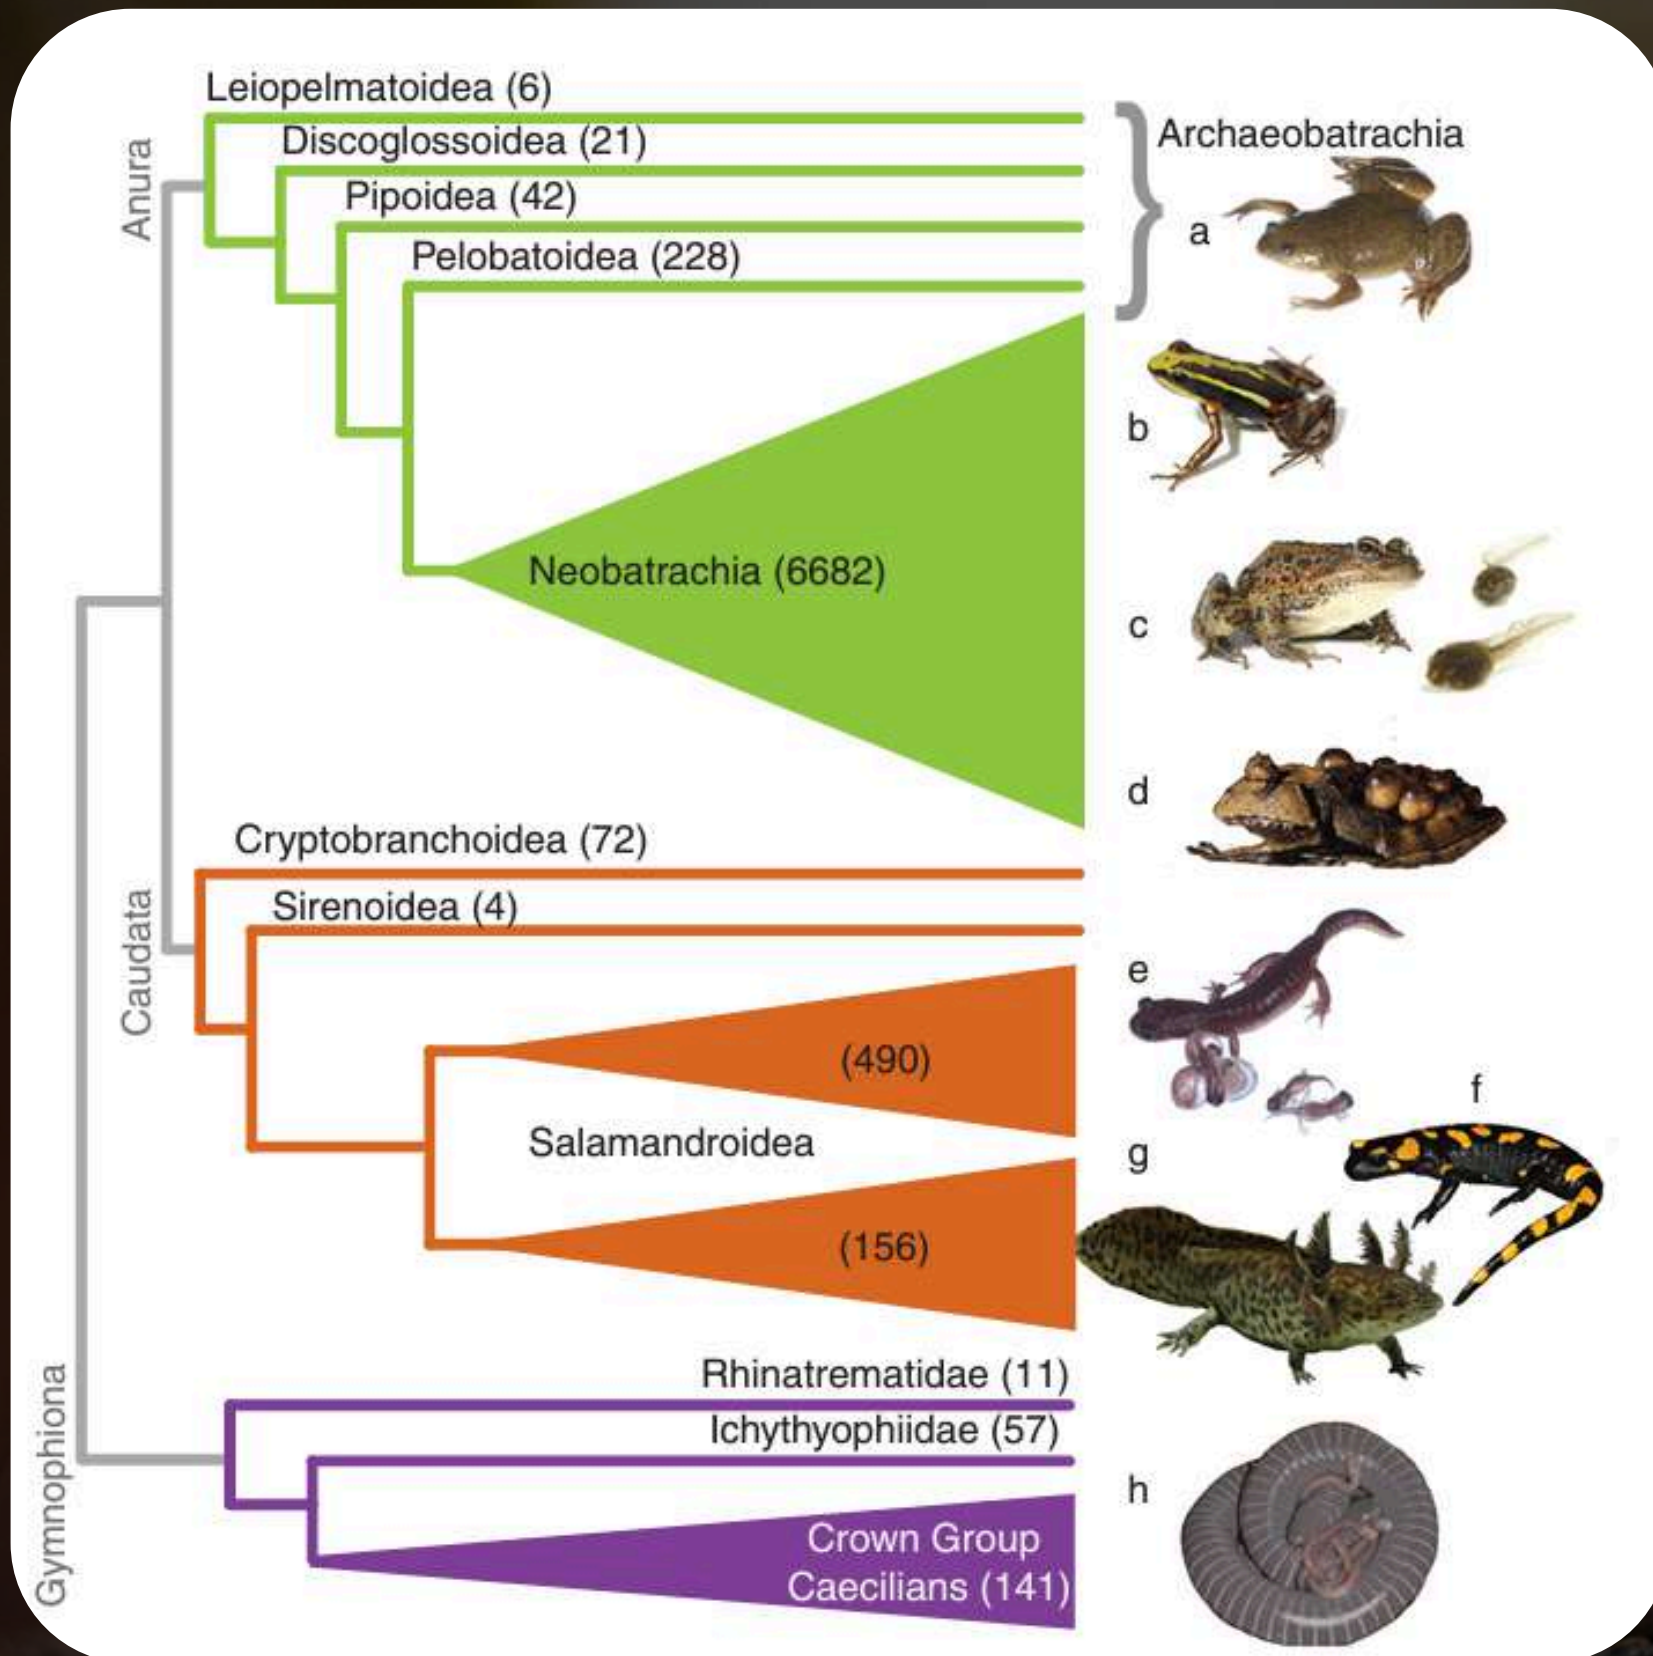 Leiopelmatoidea (6)
Discoglossoidea (21)
Pipoidea (42)
Pelobatoidea (228)
Neobatrachia (6682)
Anura
Archaeobatrachia
a
b
c
d
Cryptobranchoidea (72)
Sirenoidea (4)
Caudata
(490)
Salamandroidea
(156)
e
f
g
Rhinatrematidae (11)
Ichythyophiidae (57)
Crown Group
Caecilians (141)
Gymnophiona
h